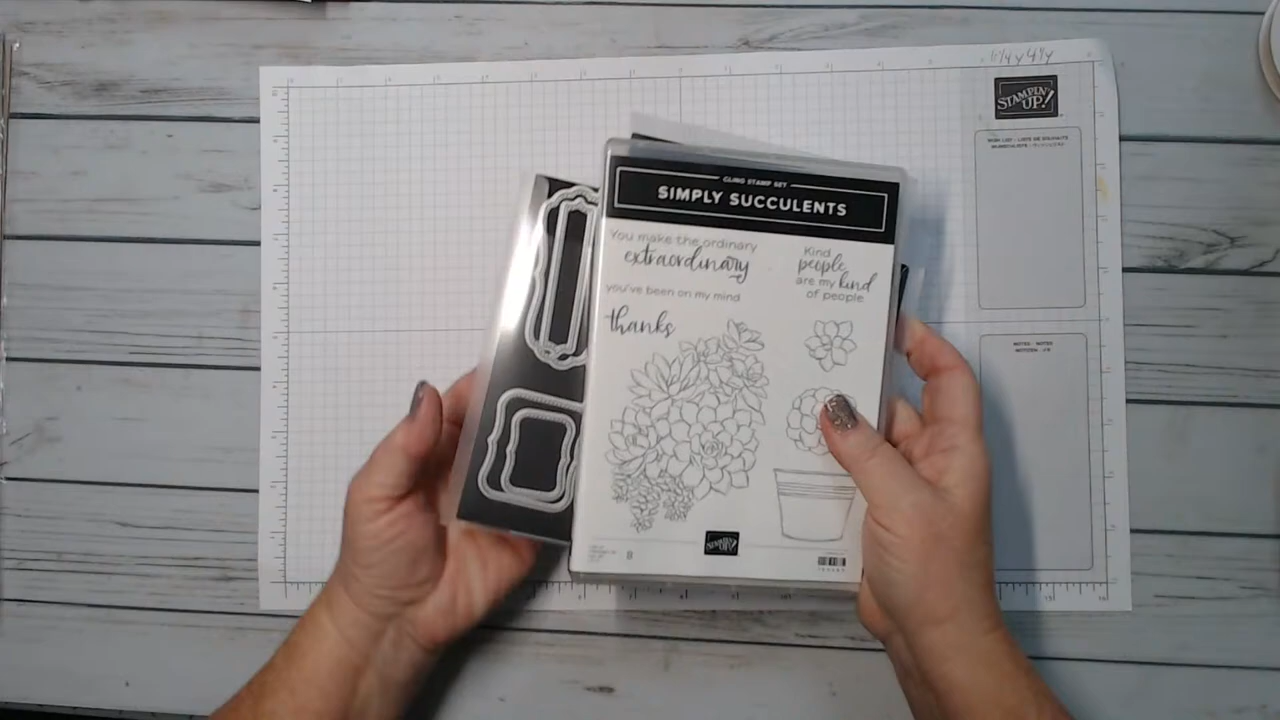 STAMPIN' UP!
CLING STAMP SET
SIMPLY SUCCULENTS
You make the ordinary
extraordinary
you've been on my mind
thanks
Kind
people
are my kind
of people
8
STAMPIN' UP!